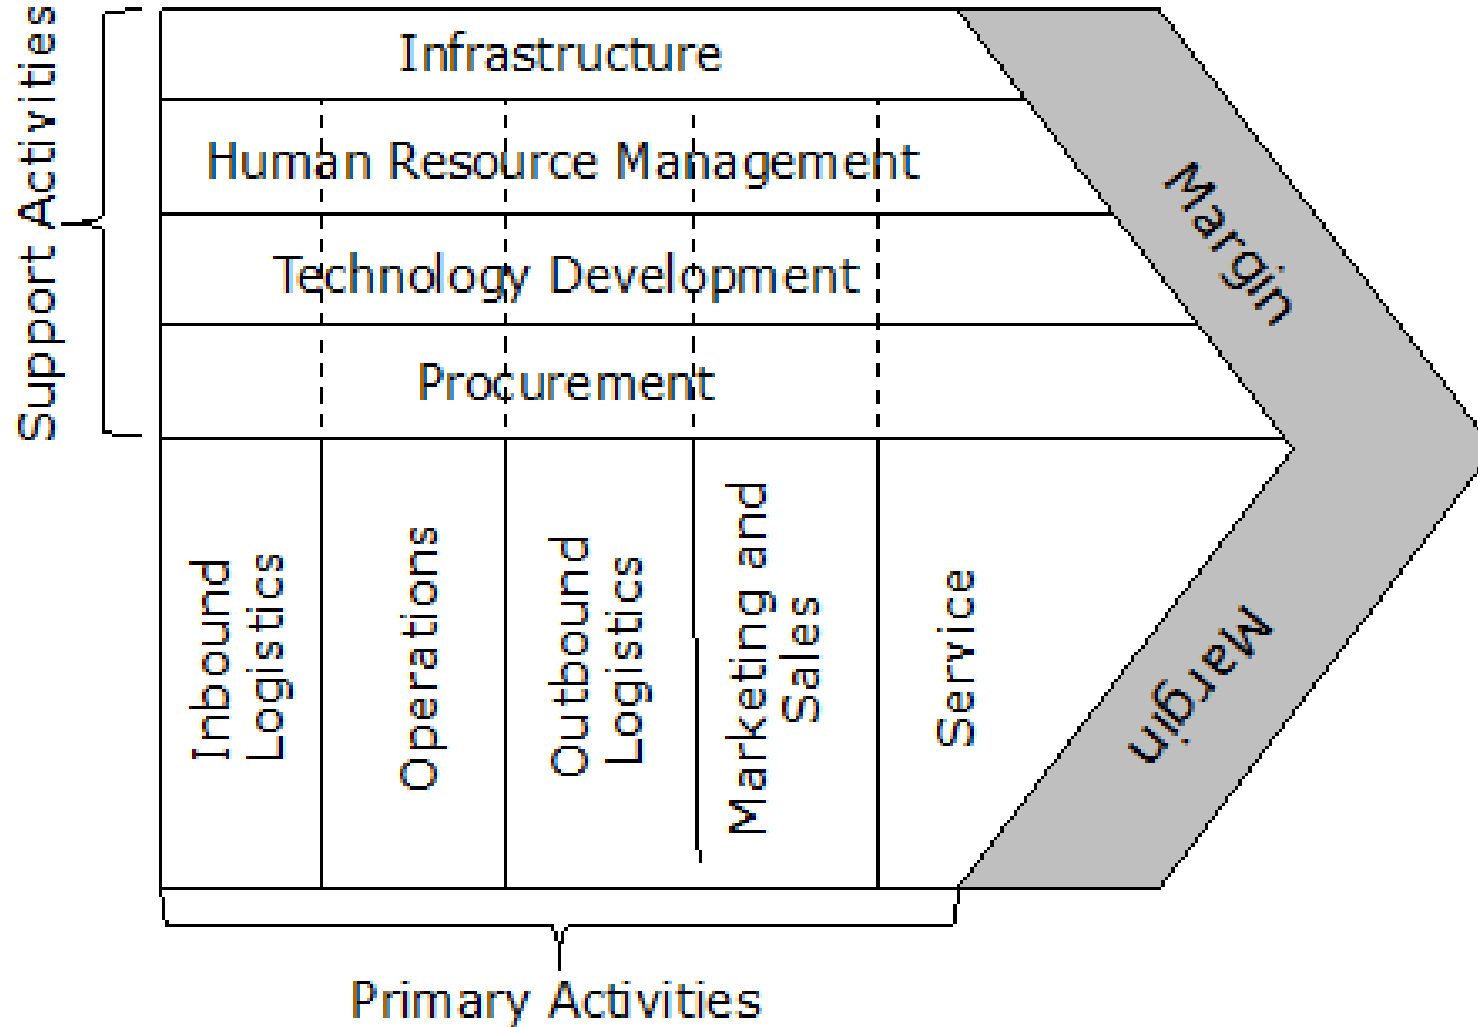 Support Activities
Infrastructure
Human Resource Management
Technology Development
Procurement
Margin
Inbound
Logistics
Operations
Outbound
Logistics
Marketing and
Sales
Service
Margin
Primary Activities